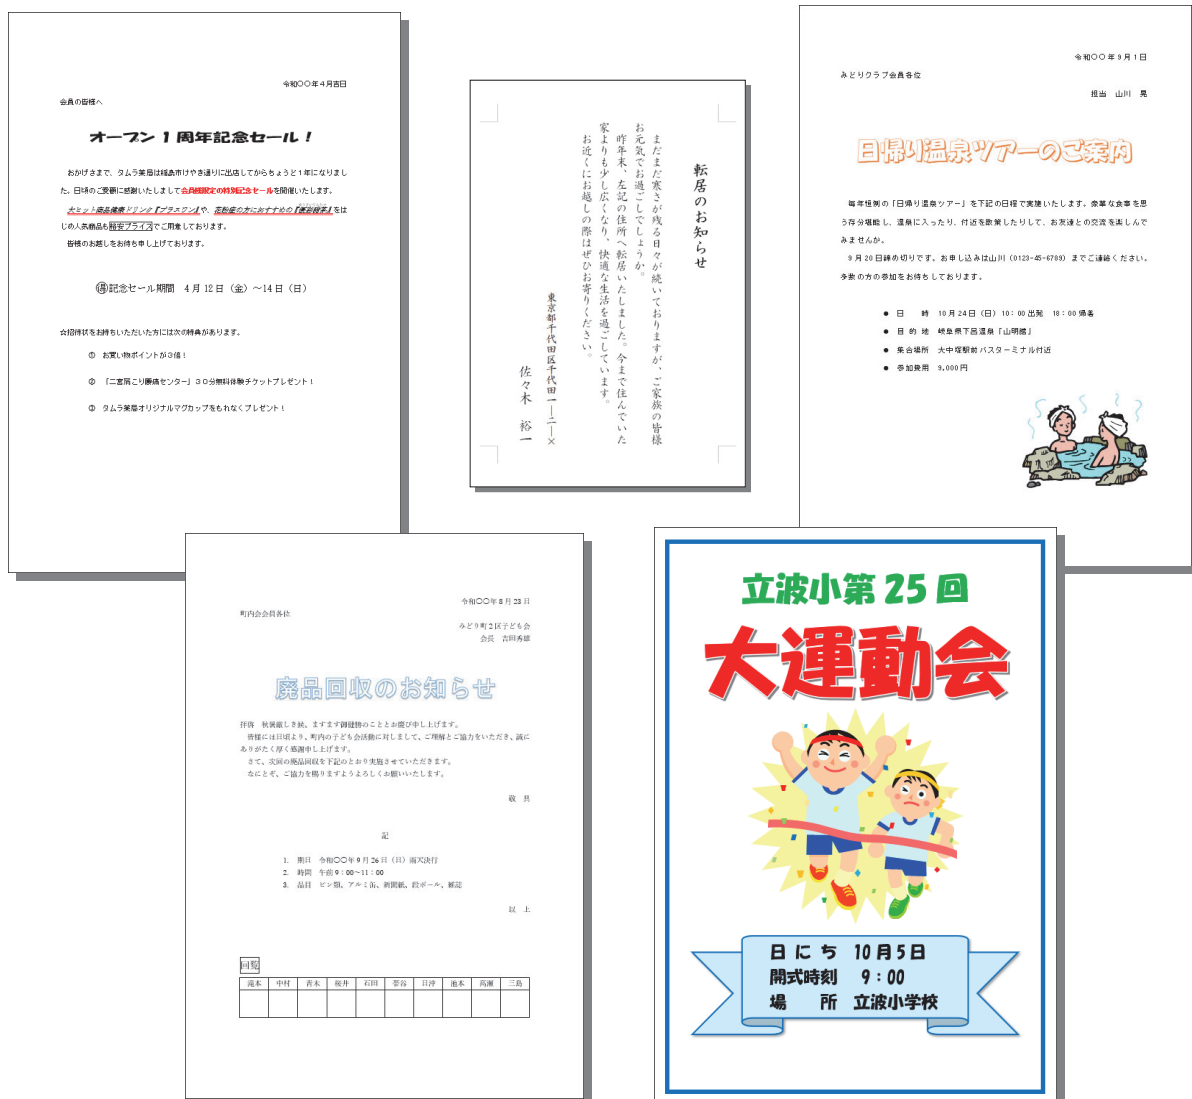 令和〇〇年４月吉日
会員の皆様へ
オープン１周年記念セール！
おかげさまで、タムラ薬局は福島市けやき通りに出店してからちょうど１年になりまし
た。日頃のご愛顧に感謝いたしまして会員様限定の特別記念セールを開催いたします。
大ヒット商品健康ドリンク『プラスワン』や、花粉症の方におすすめの『甜茶』をは
じめ人気商品も格安プライスでご用意しております。
皆様のお越しをお待ち申し上げております。
得記念セール期間　４月12日（金）～14日（日）
☆招待状をお持ちいただいた方には次の特典があります。
①　お買い物ポイントが３倍！
②　『二宮肩こり腰痛センター』３０分無料体験チケットプレゼント！
③　タムラ薬局オリジナルマグカップをもれなくプレゼント！
転居のお知らせ
まだまだ寒さが残る日々が続いておりますが、ご家族の皆様
お元気でお過ごしでしょうか。
昨年末、左記の住所へ転居いたしました。今まで住んでいた
家よりも少し広くなり、快適な生活を過ごしています。
お近くにお越しの際はぜひお寄りください。
東京都千代田区千代田一―二―×
佐々木　裕一
令和〇〇年９月１日
みどりクラブ会員各位
担当　山川　晃
日帰り温泉ツアーのご案内
毎年恒例の「日帰り温泉ツアー」を下記の日程で実施いたします。豪華な食事を思
う存分堪能し、温泉に入ったり、付近を散策したりして、お友達との交流を楽しんで
みませんか。
９月20日締め切りです。お申し込みは山川（0123-45-6789）までご連絡ください。
多数の方の参加をお待ちしております。
●　日　　時　10月24日（日）10：00出発　18：00帰着
●　目 的 地　岐阜県下呂温泉「山明館」
●　集合場所　大中塚駅前バスターミナル付近
●　参加費用　9,000円
令和〇〇年８月23日
町内会会員各位
みどり町２区子ども会
会長　吉田秀雄
廃品回収のお知らせ
拝啓　秋暑厳しき候、ますます御健勝のこととお慶び申し上げます。
皆様には日頃より、町内の子ども会活動に対しまして、ご理解とご協力をいただき、誠に
ありがたく厚く感謝申し上げます。
さて、次回の廃品回収を下記のとおり実施させていただきます。
なにとぞ、ご協力を賜りますようよろしくお願いいたします。
敬　具
記
1.　期日　令和〇〇年９月26日（日）雨天決行
2.　時間　午前９：00～11：00
3.　品目　ビン類、アルミ缶、新聞紙、段ボール、雑誌
以　上
回覧
滝本　中村　青木　桜井　石田　菅谷　日沖　池本　高瀬　三島
立波小第25回
大運動会
日にち　10月5日
開式時刻　9：00
場　　所　立波小学校